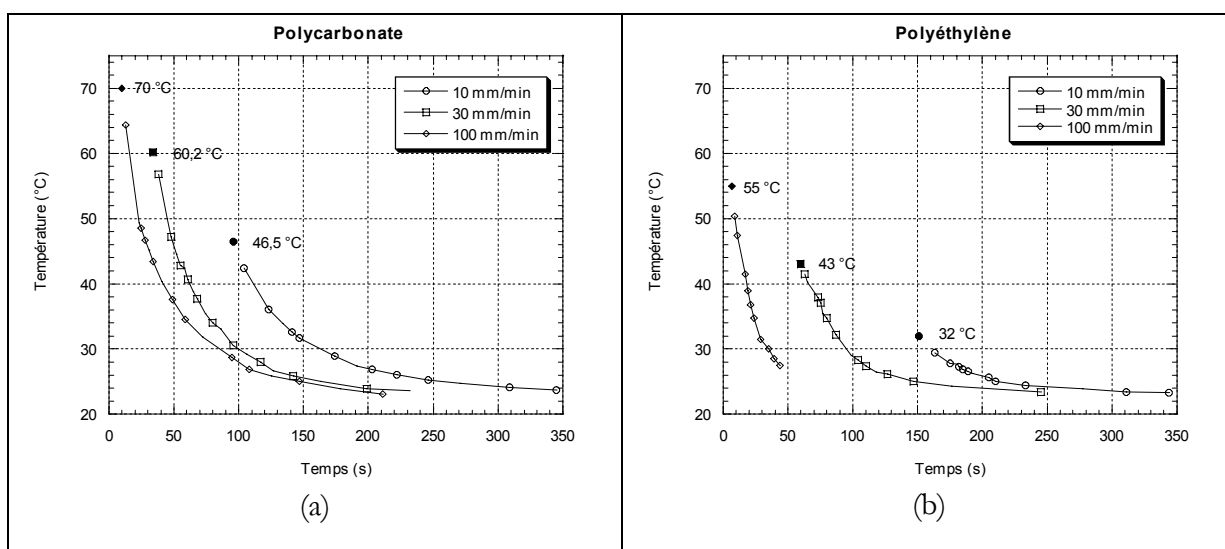 Polycarbonate
70
60
50
40
30
20
Température (°C)
10 mm/min
30 mm/min
100 mm/min
70 °C
60,2 °C
46,5 °C
0 50 100 150 200 250 300 350
Temps (s)
(a)
Polyéthylène
70
60
50
40
30
20
Température (°C)
10 mm/min
30 mm/min
100 mm/min
55 °C
43 °C
32 °C
0 50 100 150 200 250 300 350
Temps (s)
(b)